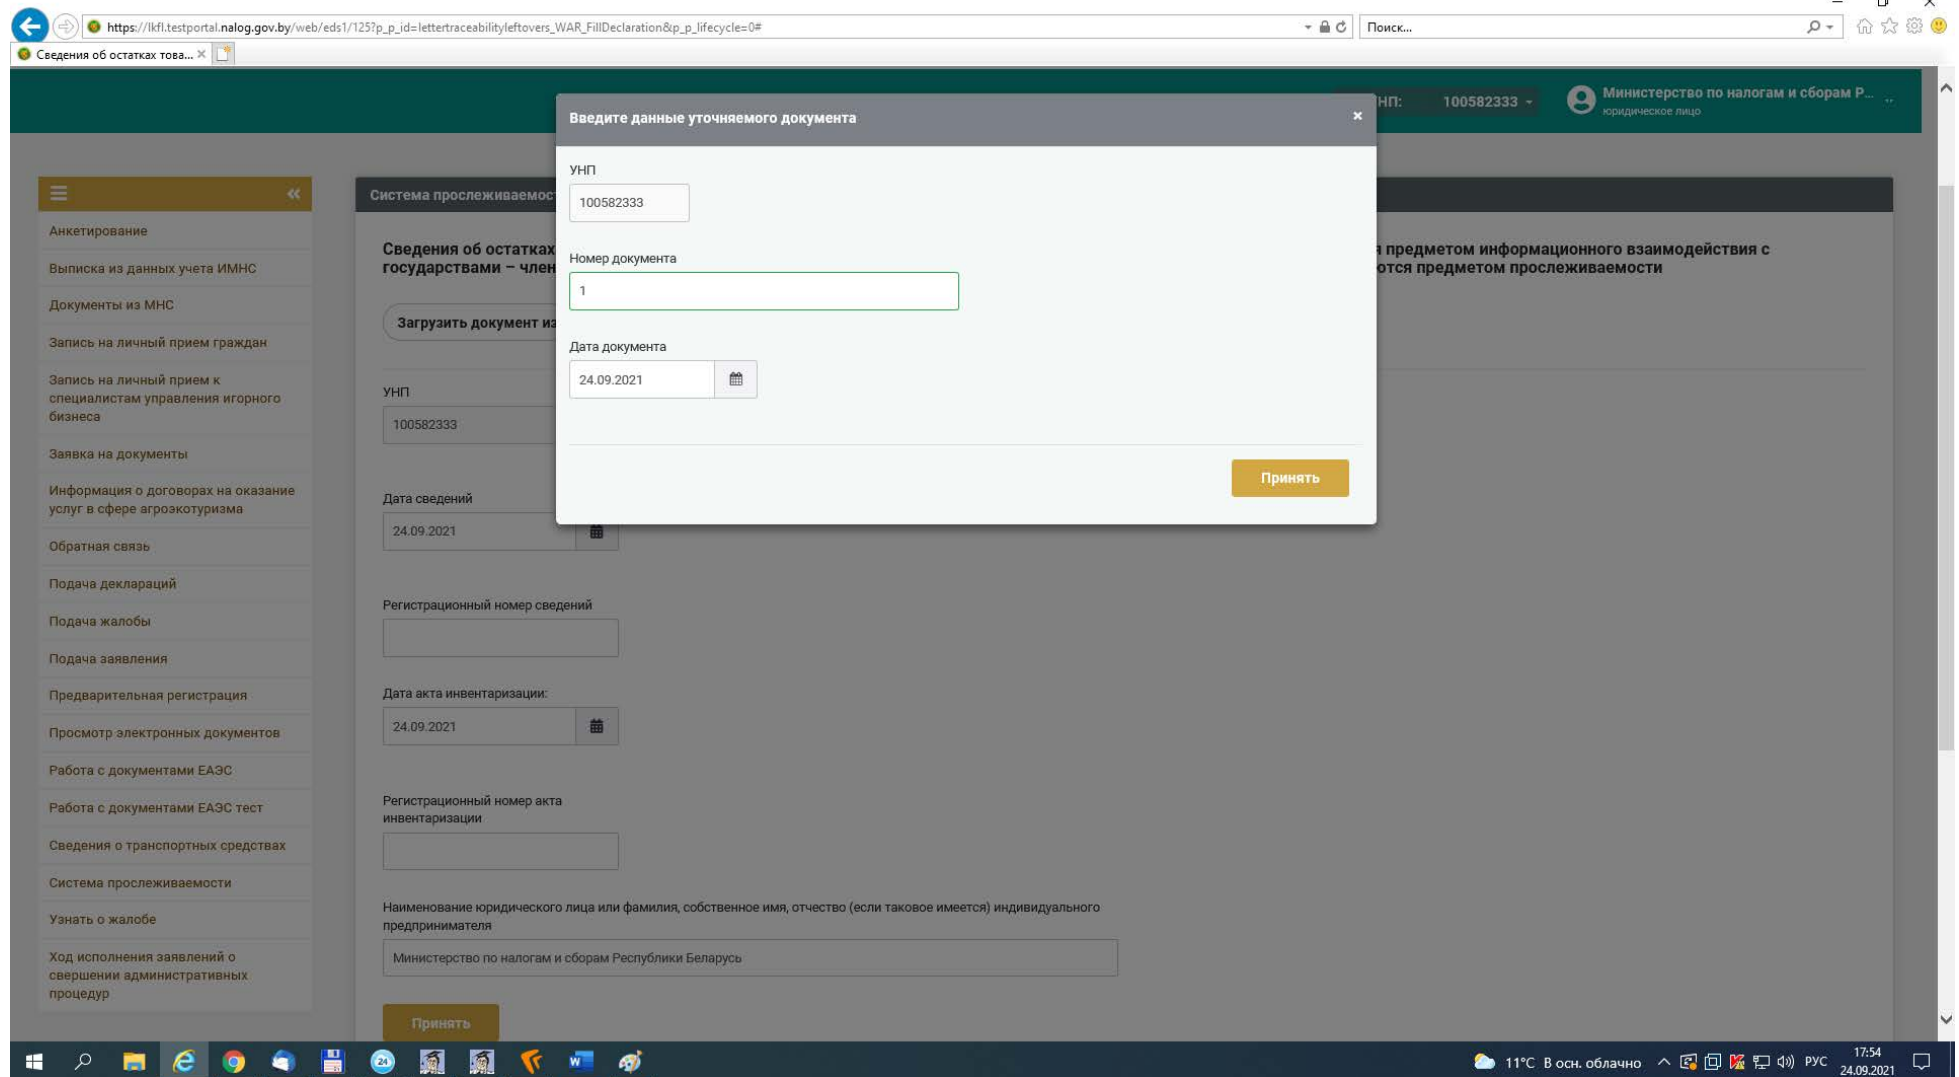 https://lkfl.testportal.nalog.gov.by/web/eds1/125?p_p_id=lettertraceabilityleftovers_WAR_FillDeclaration&p_p_lifecycle=0#
Поиск...
Сведения об остатках това...
НП: 100582333
Министерство по налогам и сборам Р...
юридическое лицо
Введите данные уточняемого документа
УНП
100582333
Номер документа
1
Дата документа
24.09.2021
Принять
Анкетирование
Выписка из данных учета ИМНС
Документы из МНС
Запись на личный прием граждан
Запись на личный прием к
специалистам управления игорного
бизнеса
Заявка на документы
Информация о договорах на оказание
услуг в сфере агроэкотуризма
Обратная связь
Подача деклараций
Подача жалобы
Подача заявления
Предварительная регистрация
Просмотр электронных документов
Работа с документами ЕАЭС
Работа с документами ЕАЭС тест
Сведения о транспортных средствах
Система прослеживаемости
Узнать о жалобе
Ход исполнения заявлений о
свершении административных
процедур
Система прослеживаемос
Сведения об остатках предметом информационного взаимодействия с
государствами – член ются предметом прослеживаемости
Загрузить документ из
УНП
100582333
Дата сведений
24.09.2021
Регистрационный номер сведений
Дата акта инвентаризации:
24.09.2021
Регистрационный номер акта
инвентаризации
Наименование юридического лица или фамилия, собственное имя, отчество (если таковое имеется) индивидуального
предпринимателя
Министерство по налогам и сборам Республики Беларусь
Принять
24
11°C В осн. облачно
РУС
17:54
24.09.2021